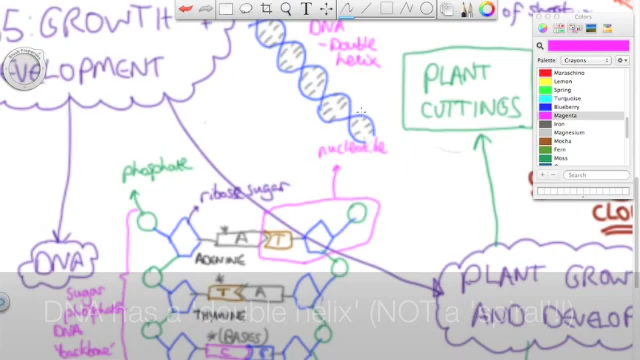 5: GROWTH +
DEVELOPMENT
DNA
- Double
helix
of shoot
PLANT
CUTTINGS
Colors
Palette: Crayons
Maraschino
Lemon
Spring
Turquoise
Blueberry
Magenta
Iron
Magnesium
Mocha
Fern
Moss
Search
nucleotide
phosphate
ribose sugar
A T
ADENINE
DNA
T A
THYMINE
Sugar
phosphate
DNA
'backbone'
(BASES)
PLANT GROW
AND DEVELOP
DNA has a 'double helix' (NOT a 'spiral'!!)